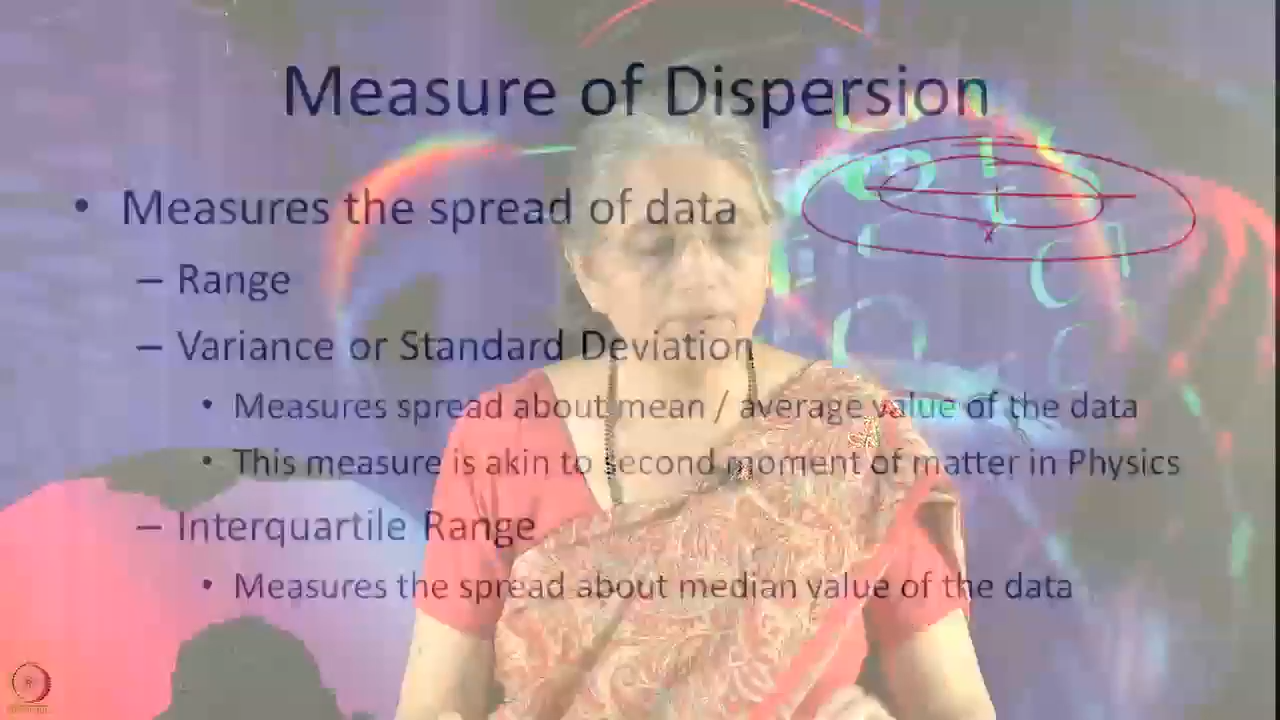 Measure of Dispersion
• Measures the spread of data
– Range
– Variance or Standard Deviation
• Measures spread about mean / average value of the data
• This measure is akin to second moment of matter in Physics
– Interquartile Range
• Measures the spread about median value of the data